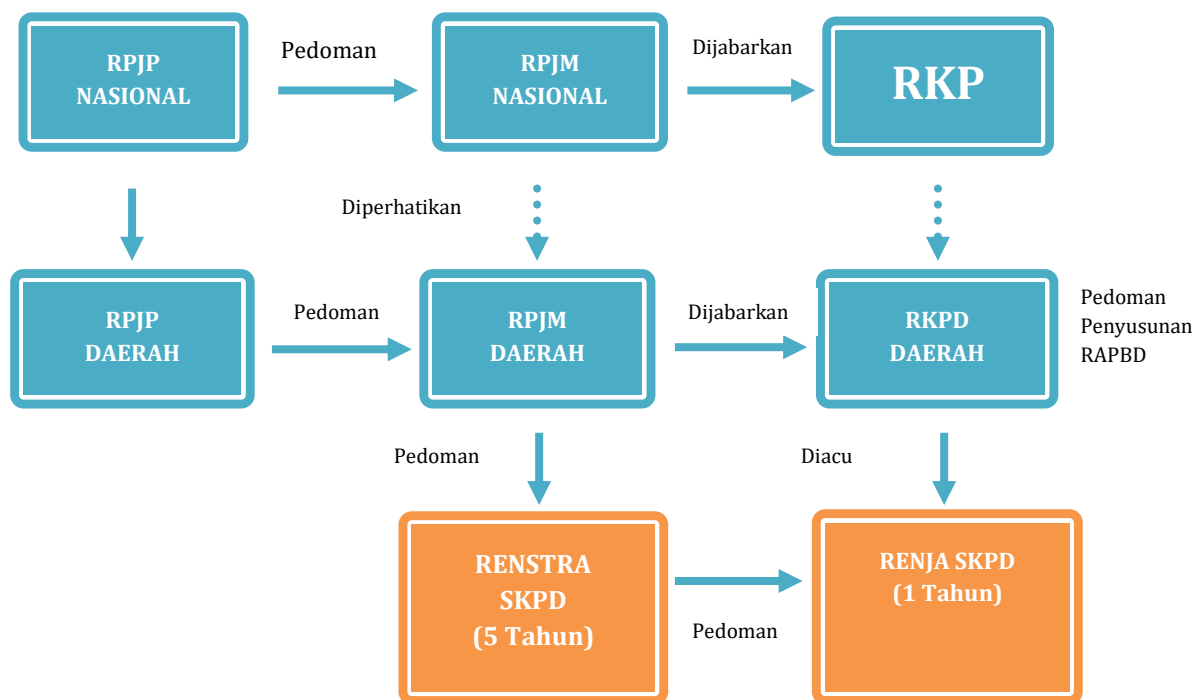 RPJP
NASIONAL
Pedoman
RPJM
NASIONAL
Dijabarkan
RKP
Diperhatikan
RPJP
DAERAH
Pedoman
RPJM
DAERAH
Dijabarkan
RKPD
DAERAH
Pedoman
Penyusunan
RAPBD
Pedoman
Diacu
RENSTRA
SKPD
(5 Tahun)
Pedoman
RENJA SKPD
(1 Tahun)